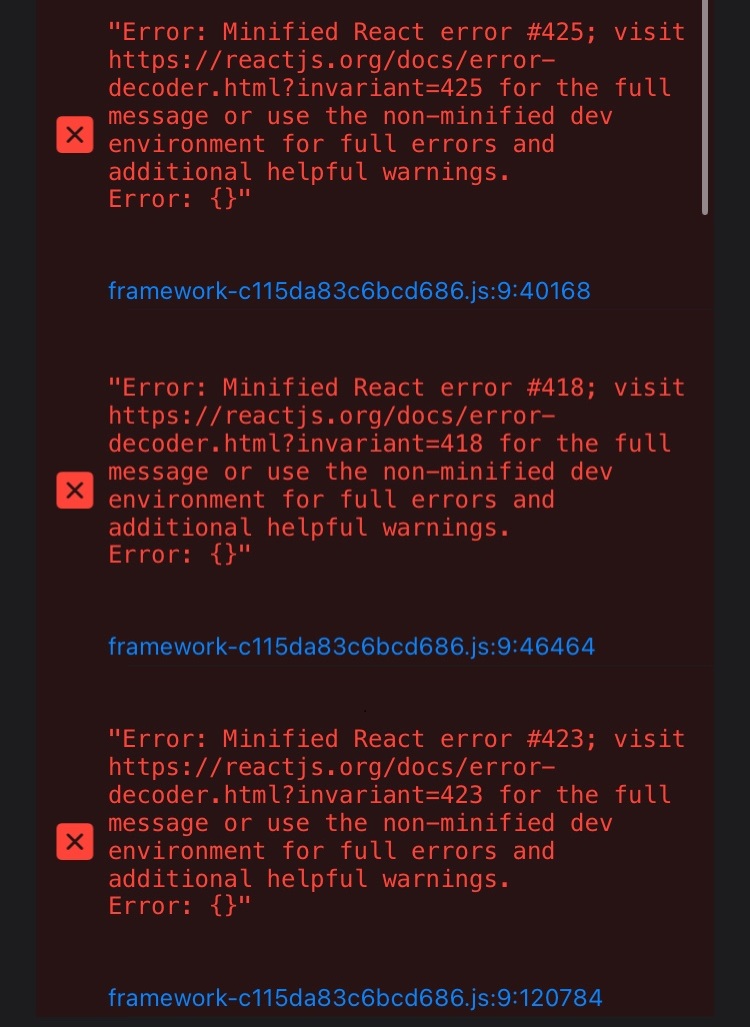 "Error: Minified React error #425; visit
https://reactjs.org/docs/error-
decoder.html?invariant=425 for the full
message or use the non-minified dev
environment for full errors and
additional helpful warnings.
Error: {}"
framework-c115da83c6bcd686.js:9:40168
"Error: Minified React error #418; visit
https://reactjs.org/docs/error-
decoder.html?invariant=418 for the full
message or use the non-minified dev
environment for full errors and
additional helpful warnings.
Error: {}"
framework-c115da83c6bcd686.js:9:46464
"Error: Minified React error #423; visit
https://reactjs.org/docs/error-
decoder.html?invariant=423 for the full
message or use the non-minified dev
environment for full errors and
additional helpful warnings.
Error: {}"
framework-c115da83c6bcd686.js:9:120784